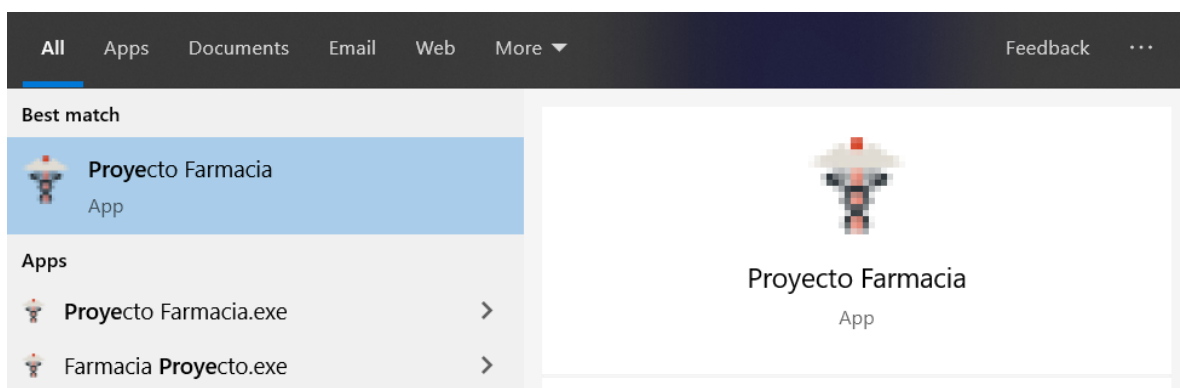 All Apps Documents Email Web More Feedback ...
Best match
Proyecto Farmacia
App
Apps
Proyecto Farmacia.exe
Farmacia Proyecto.exe
Proyecto Farmacia
App